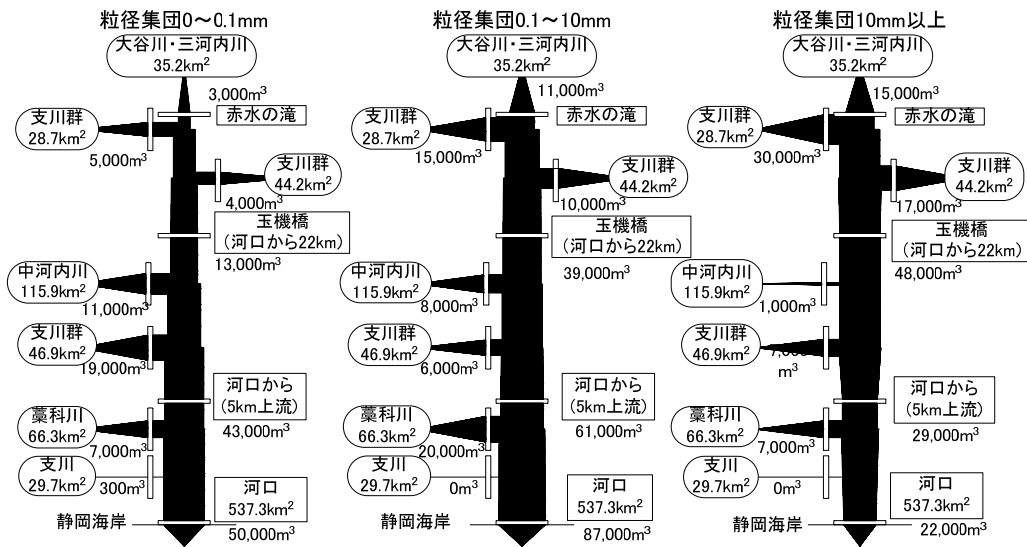 粒径集団0～0.1mm
大谷川・三河内川
35.2km²
3,000m³
赤水の滝
支川群
28.7km²
5,000m³
支川群
44.2km²
4,000m³
玉機橋
（河口から22km）
13,000m³
中河内川
115.9km²
11,000m³
支川群
46.9km²
19,000m³
河口から
（5km上流）
43,000m³
藁科川
66.3km²
7,000m³
支川
29.7km²
300m³
河口
537.3km²
50,000m³
静岡海岸
粒径集団0.1～10mm
大谷川・三河内川
35.2km²
11,000m³
赤水の滝
支川群
28.7km²
15,000m³
支川群
44.2km²
10,000m³
玉機橋
（河口から22km）
39,000m³
中河内川
115.9km²
8,000m³
支川群
46.9km²
6,000m³
河口から
（5km上流）
61,000m³
藁科川
66.3km²
20,000m³
支川
29.7km²
0m³
河口
537.3km²
87,000m³
静岡海岸
粒径集団10mm以上
大谷川・三河内川
35.2km²
15,000m³
赤水の滝
支川群
28.7km²
30,000m³
支川群
44.2km²
17,000m³
玉機橋
（河口から22km）
48,000m³
中河内川
115.9km²
1,000m³
支川群
46.9km²
7,000
m³
河口から
（5km上流）
29,000m³
藁科川
66.3km²
7,000m³
支川
29.7km²
0m³
河口
537.3km²
22,000m³
静岡海岸